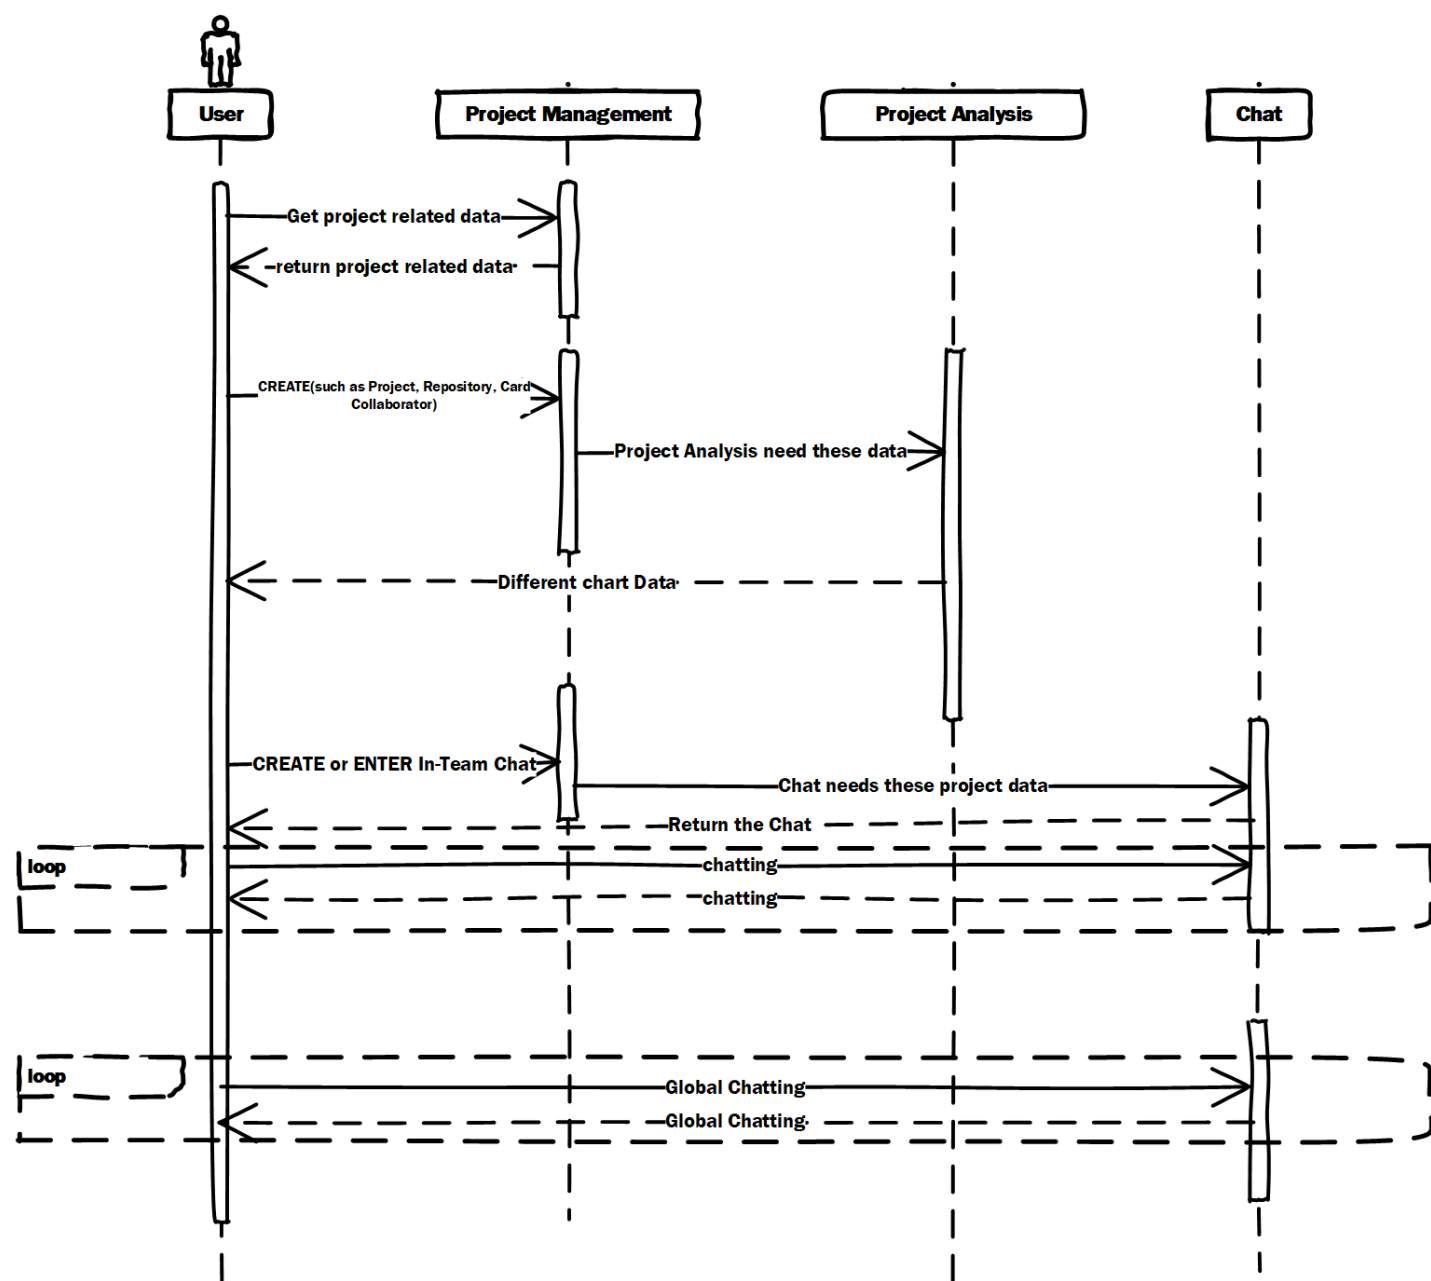 User
Project Management
Project Analysis
Chat
Get project related data
return project related data
CREATE(such as Project, Repository, Card
Collaborator)
Project Analysis need these data
Different chart Data
CREATE or ENTER In-Team Chat
Chat needs these project data
Return the Chat
loop
chatting
chatting
loop
Global Chatting
Global Chatting